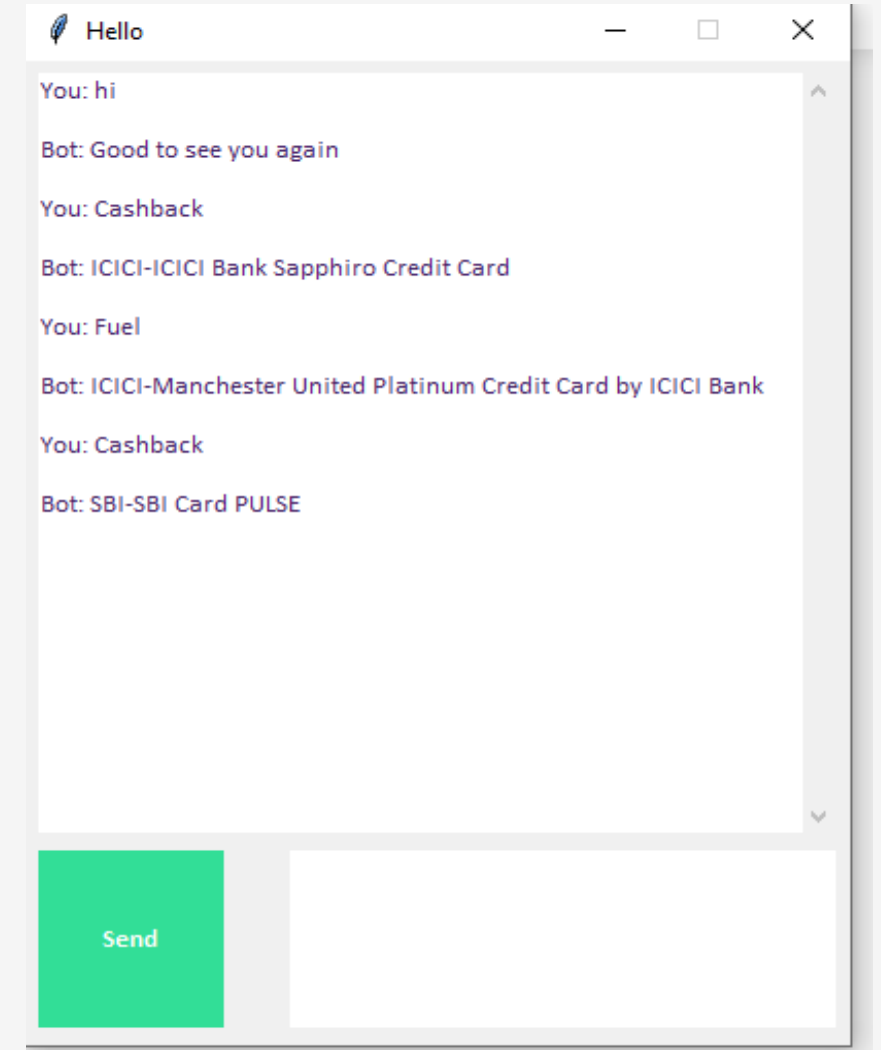 Hello
You: hi
Bot: Good to see you again
You: Cashback
Bot: ICICI-ICICI Bank Sapphiro Credit Card
You: Fuel
Bot: ICICI-Manchester United Platinum Credit Card by ICICI Bank
You: Cashback
Bot: SBI-SBI Card PULSE
Send